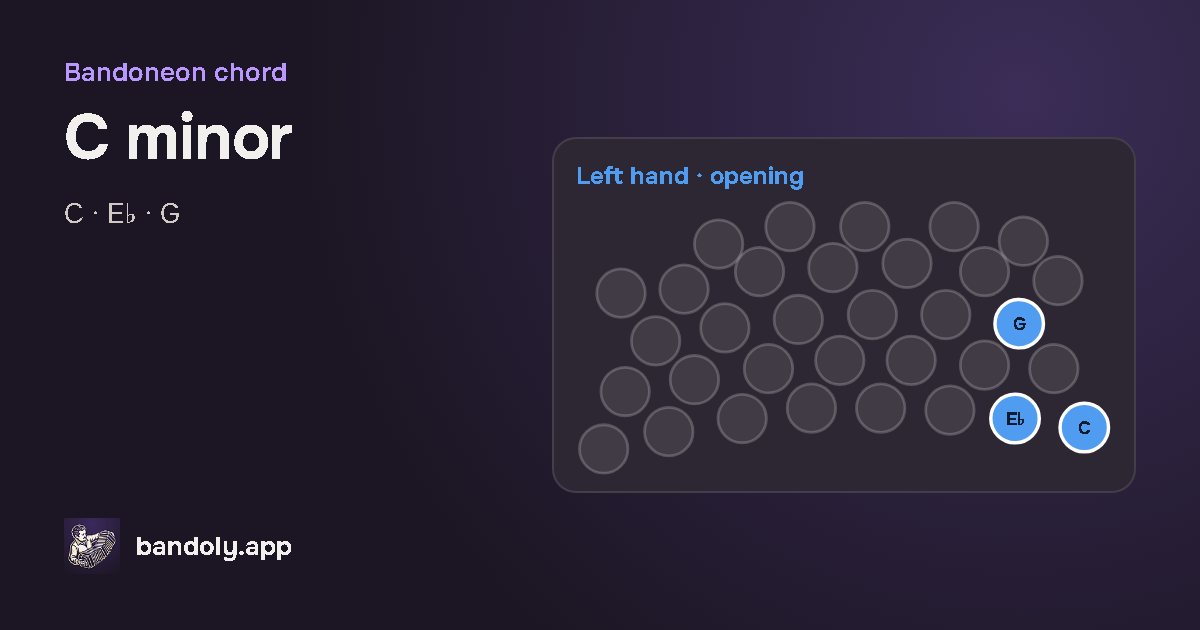 Bandoneon chord
C minor
C · E♭ · G
Left hand · opening
G
E♭
C
bandoly.app